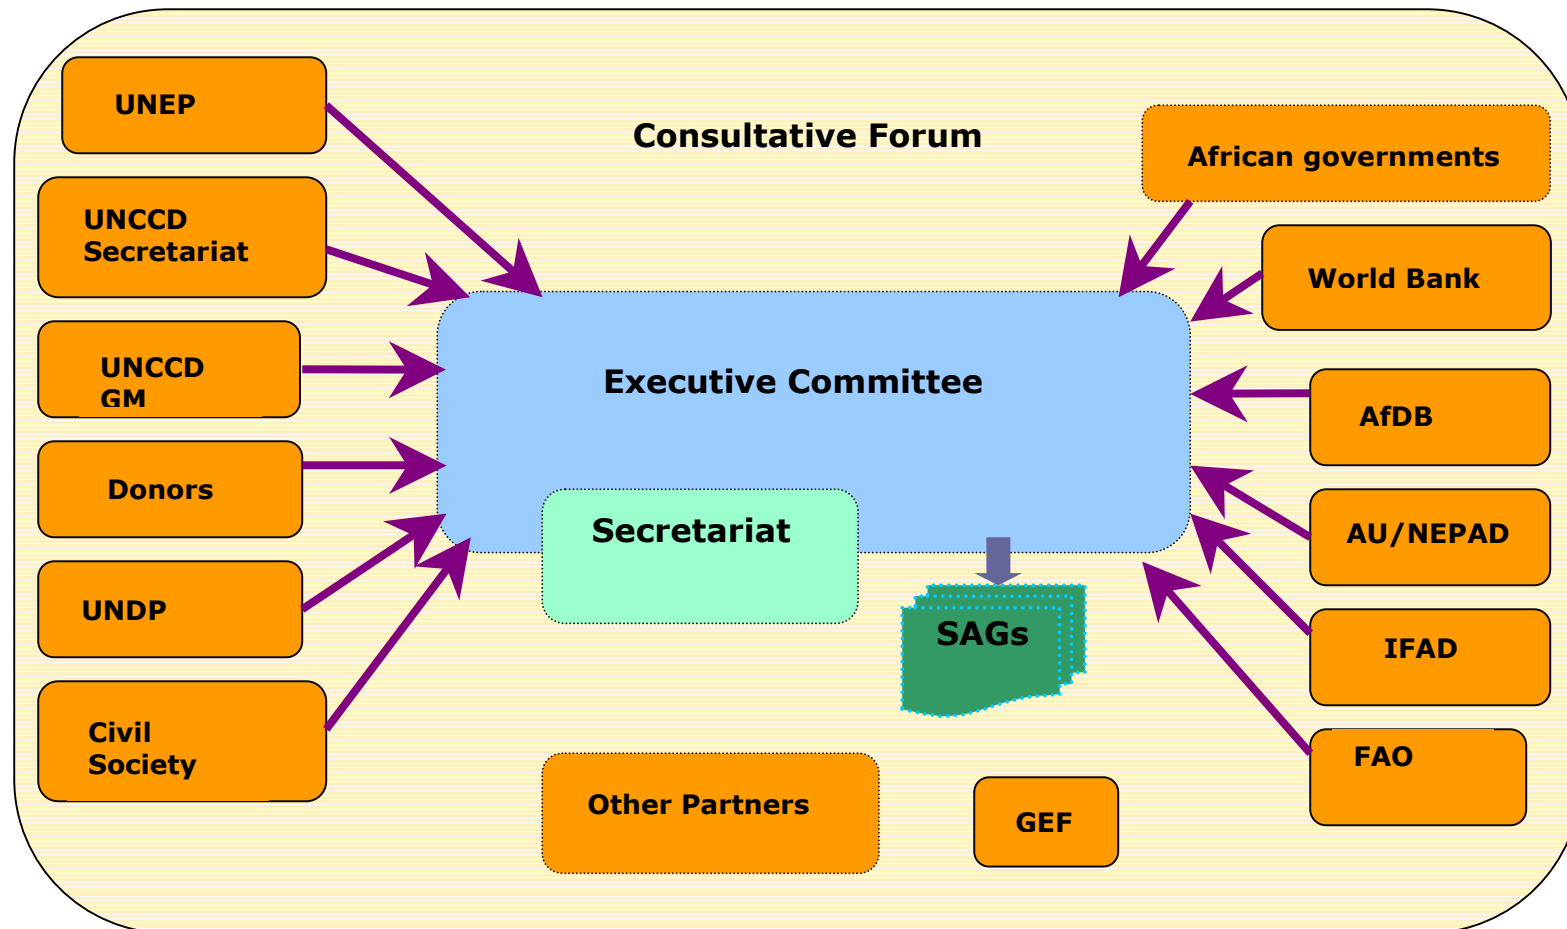 UNEP
Consultative Forum
African governments
UNCCD
Secretariat
World Bank
UNCCD
GM
Executive Committee
AfDB
Donors
Secretariat
AU/NEPAD
UNDP
SAGs
IFAD
Civil
Society
FAO
Other Partners
GEF